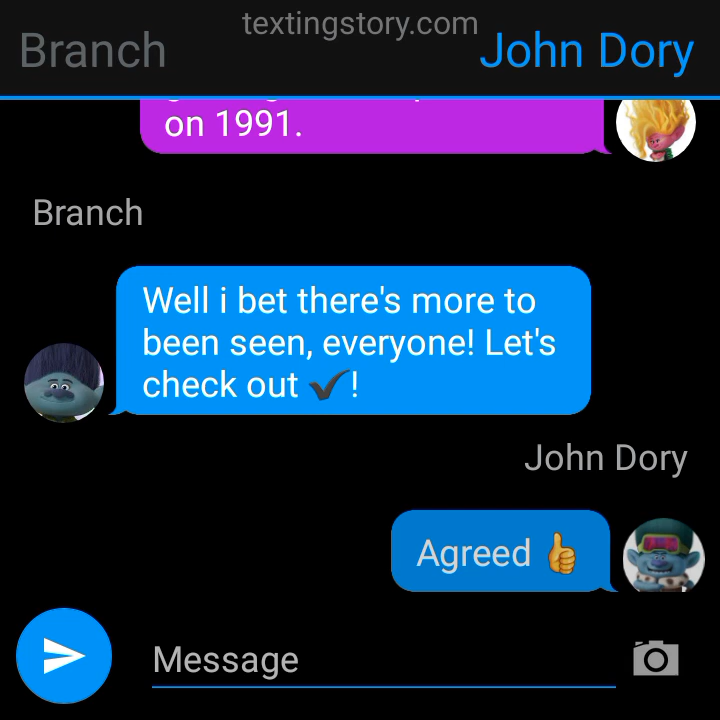 textingstory.com
Branch
John Dory
on 1991.
Branch
Well i bet there's more to
been seen, everyone! Let's
check out ✔!
John Dory
Agreed 👍
Message